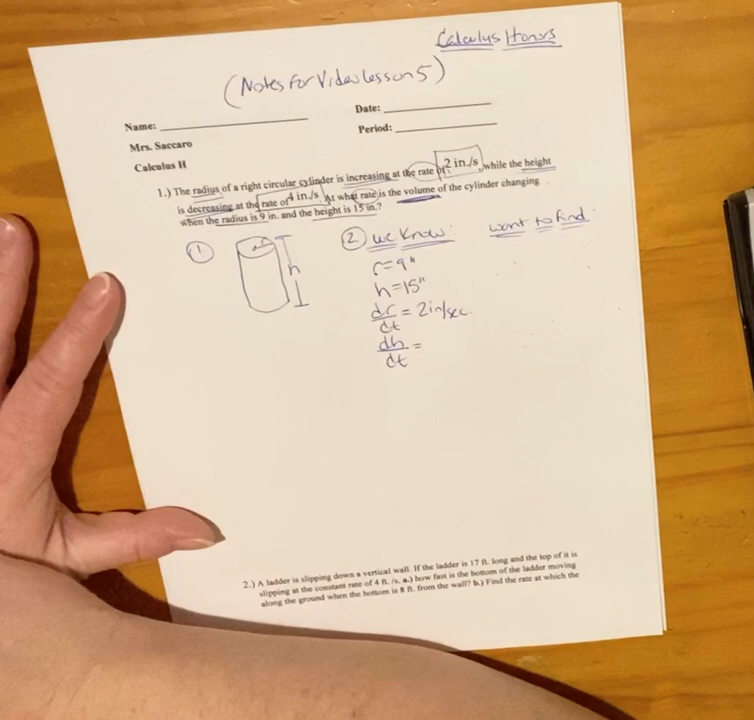 Calculus Honors
(Notes for Video lesson 5)
Name:
Date:
Mrs. Saccaro
Period:
Calculus H
1.) The radius of a right circular cylinder is increasing at the rate of 2 in./s while the height
is decreasing at the rate of 4 in./s. At what rate is the volume of the cylinder changing
when the radius is 9 in. and the height is 15 in.?
1
r
h
2 we know: want to find:
r=9"
h=15"
dr/dt = 2in/sec.
dh/dt =
2.) A ladder is slipping down a vertical wall. If the ladder is 17 ft. long and the top of it is
slipping at the constant rate of 4 ft. /s, a.) how fast is the bottom of the ladder moving
along the ground when the bottom is 8 ft. from the wall? b.) Find the rate at which the